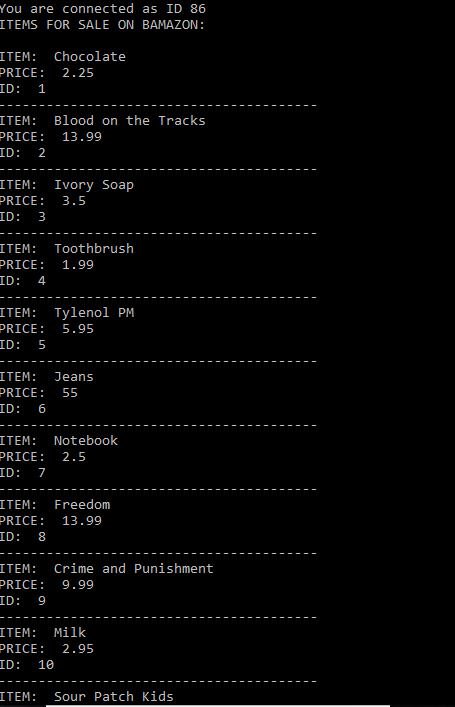 You are connected as ID 86
ITEMS FOR SALE ON BAMAZON:
ITEM:  Chocolate
PRICE:  2.25
ID:  1
----------------------------------------
ITEM:  Blood on the Tracks
PRICE:  13.99
ID:  2
----------------------------------------
ITEM:  Ivory Soap
PRICE:  3.5
ID:  3
----------------------------------------
ITEM:  Toothbrush
PRICE:  1.99
ID:  4
----------------------------------------
ITEM:  Tylenol PM
PRICE:  5.95
ID:  5
----------------------------------------
ITEM:  Jeans
PRICE:  55
ID:  6
----------------------------------------
ITEM:  Notebook
PRICE:  2.5
ID:  7
----------------------------------------
ITEM:  Freedom
PRICE:  13.99
ID:  8
----------------------------------------
ITEM:  Crime and Punishment
PRICE:  9.99
ID:  9
----------------------------------------
ITEM:  Milk
PRICE:  2.95
ID:  10
----------------------------------------
ITEM:  Sour Patch Kids